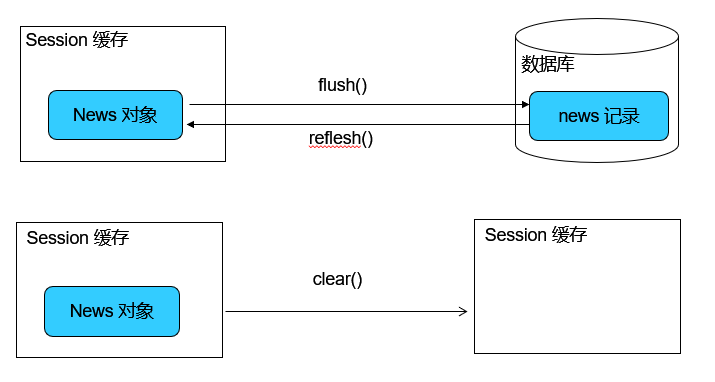 Session 缓存
数据库
flush()
News 对象
news 记录
reflesh()
Session 缓存
Session 缓存
clear()
News 对象